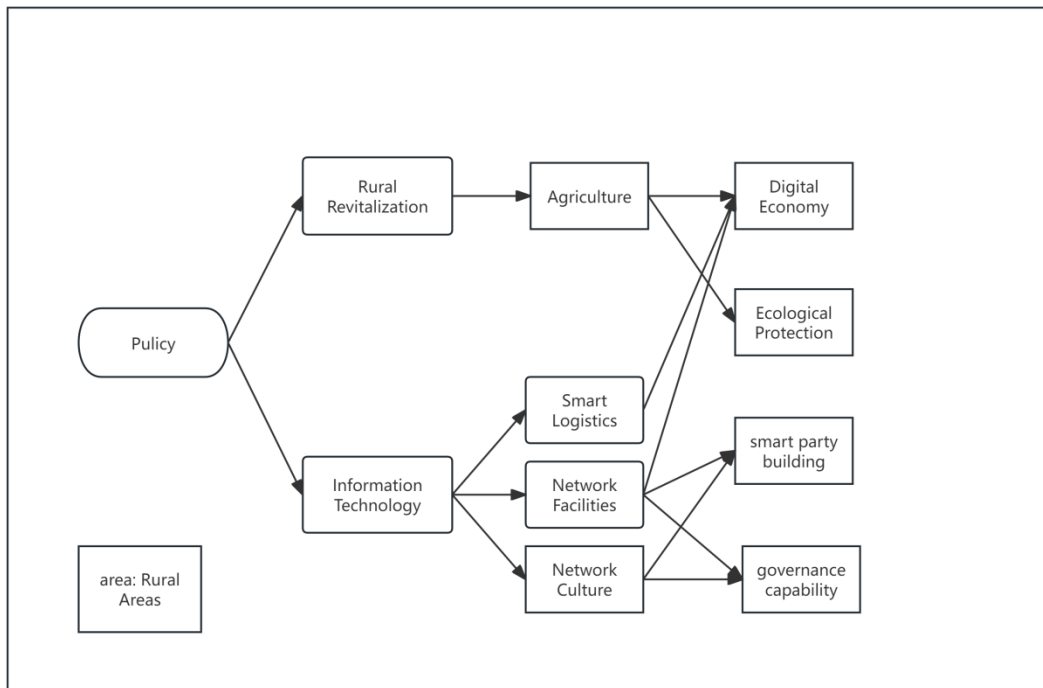 Rural
Revitalization
Agriculture
Digital
Economy
Ecological
Protection
Pulicy
Smart
Logistics
smart party
building
Information
Technology
Network
Facilities
Network
Culture
governance
capability
area: Rural
Areas